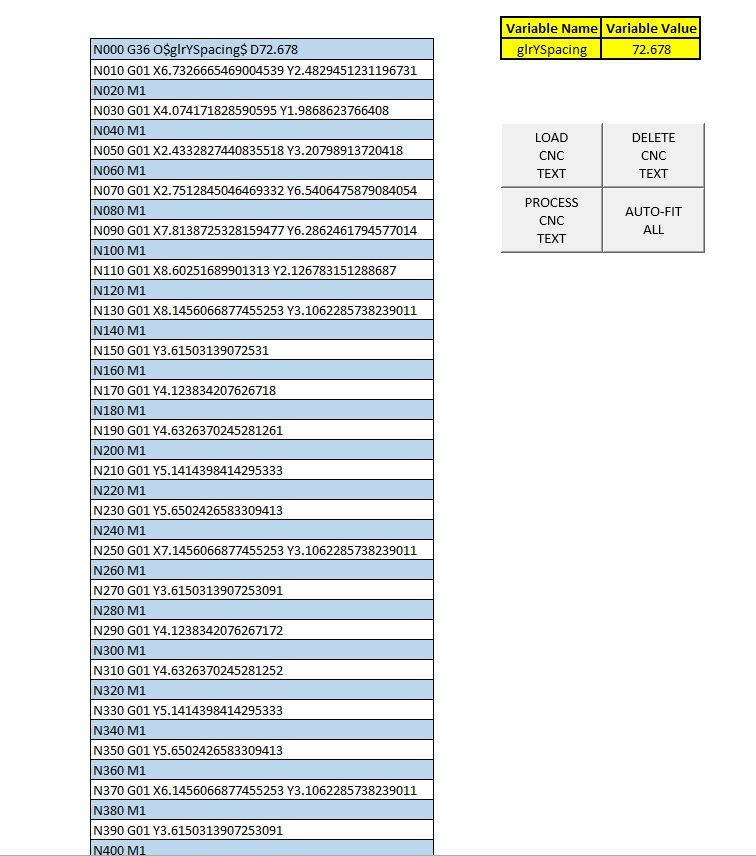 Variable Name Variable Value
glrYSpacing 72.678
N000 G36 O$glrYSpacing$ D72.678
N010 G01 X6.7326665469004539 Y2.4829451231196731
N020 M1
N030 G01 X4.074171828590595 Y1.9868623766408
N040 M1
N050 G01 X2.4332827440835518 Y3.20798913720418
N060 M1
N070 G01 X2.7512845046469332 Y6.5406475879084054
N080 M1
N090 G01 X7.8138725328159477 Y6.2862461794577014
N100 M1
N110 G01 X8.60251689901313 Y2.126783151288687
N120 M1
N130 G01 X8.1456066877455253 Y3.1062285738239011
N140 M1
N150 G01 Y3.61503139072531
N160 M1
N170 G01 Y4.123834207626718
N180 M1
N190 G01 Y4.6326370245281261
N200 M1
N210 G01 Y5.1414398414295333
N220 M1
N230 G01 Y5.6502426583309413
N240 M1
N250 G01 X7.1456066877455253 Y3.1062285738239011
N260 M1
N270 G01 Y3.6150313907253091
N280 M1
N290 G01 Y4.1238342076267172
N300 M1
N310 G01 Y4.6326370245281252
N320 M1
N330 G01 Y5.1414398414295333
N340 M1
N350 G01 Y5.6502426583309413
N360 M1
N370 G01 X6.1456066877455253 Y3.1062285738239011
N380 M1
N390 G01 Y3.6150313907253091
N400 M1
LOAD
CNC
TEXT
DELETE
CNC
TEXT
PROCESS
CNC
TEXT
AUTO-FIT
ALL